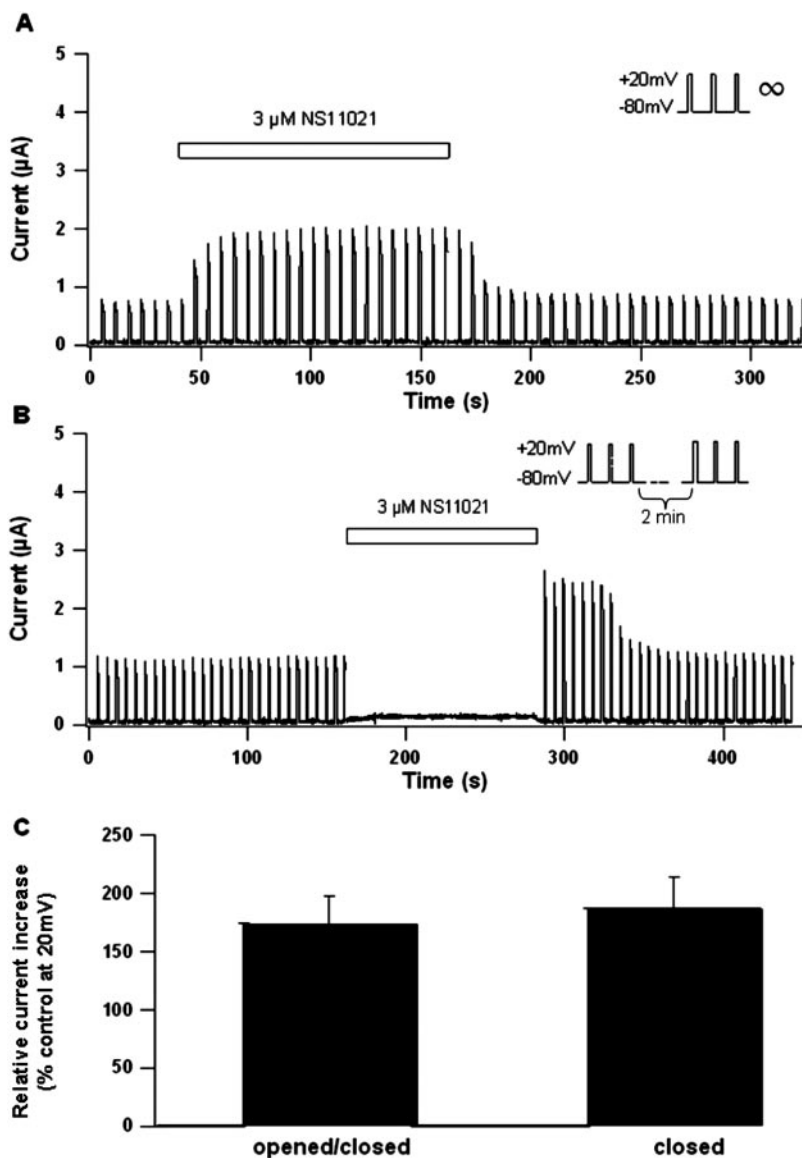 A
5
4
3
2
1
0
Current (µA)
+20mV
-80mV
∞
3 µM NS11021
0 50 100 150 200 250 300
Time (s)
B
5
4
3
2
1
0
Current (µA)
+20mV
-80mV
2 min
3 µM NS11021
0 100 200 300 400
Time (s)
C
250
200
150
100
50
0
Relative current increase
(% control at 20mV)
opened/closed closed